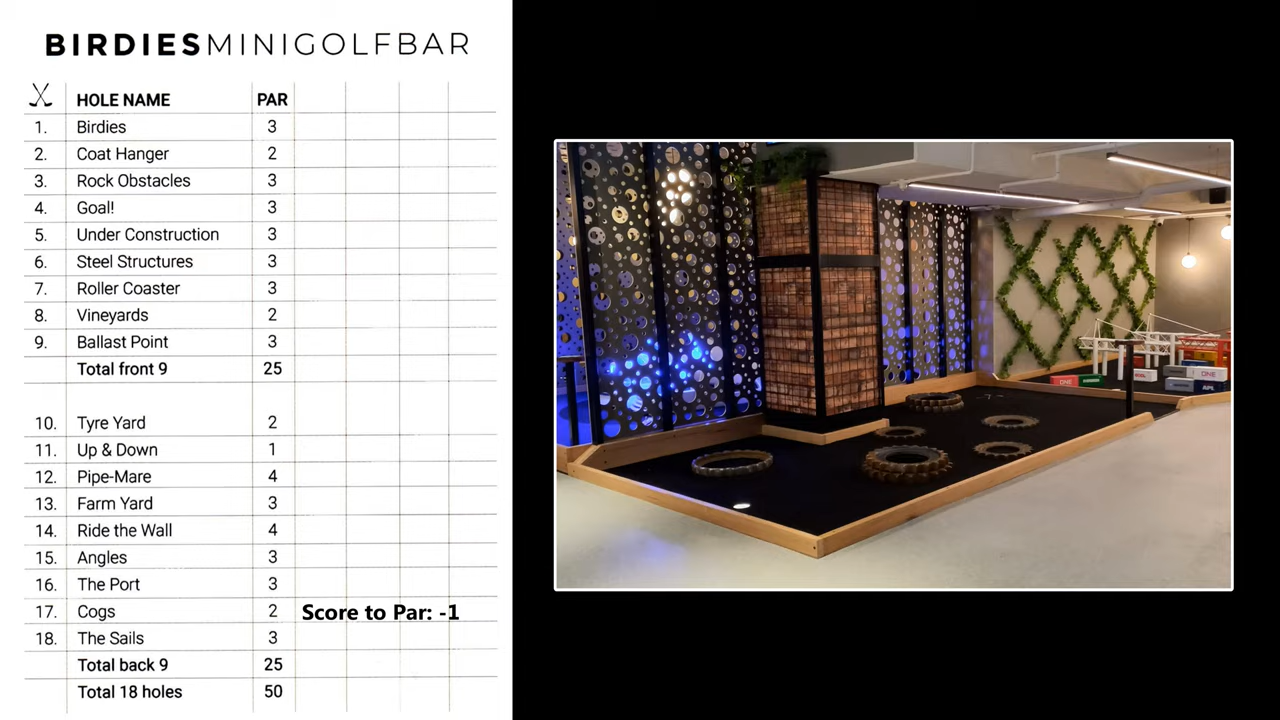 BIRDIESMINIGOLFBAR
HOLE NAME PAR
1. Birdies 3
2. Coat Hanger 2
3. Rock Obstacles 3
4. Goal! 3
5. Under Construction 3
6. Steel Structures 3
7. Roller Coaster 3
8. Vineyards 2
9. Ballast Point 3
Total front 9 25
10. Tyre Yard 2
11. Up & Down 1
12. Pipe-Mare 4
13. Farm Yard 3
14. Ride the Wall 4
15. Angles 3
16. The Port 3
17. Cogs 2 Score to Par: -1
18. The Sails 3
Total back 9 25
Total 18 holes 50
ONE
ONE
APL